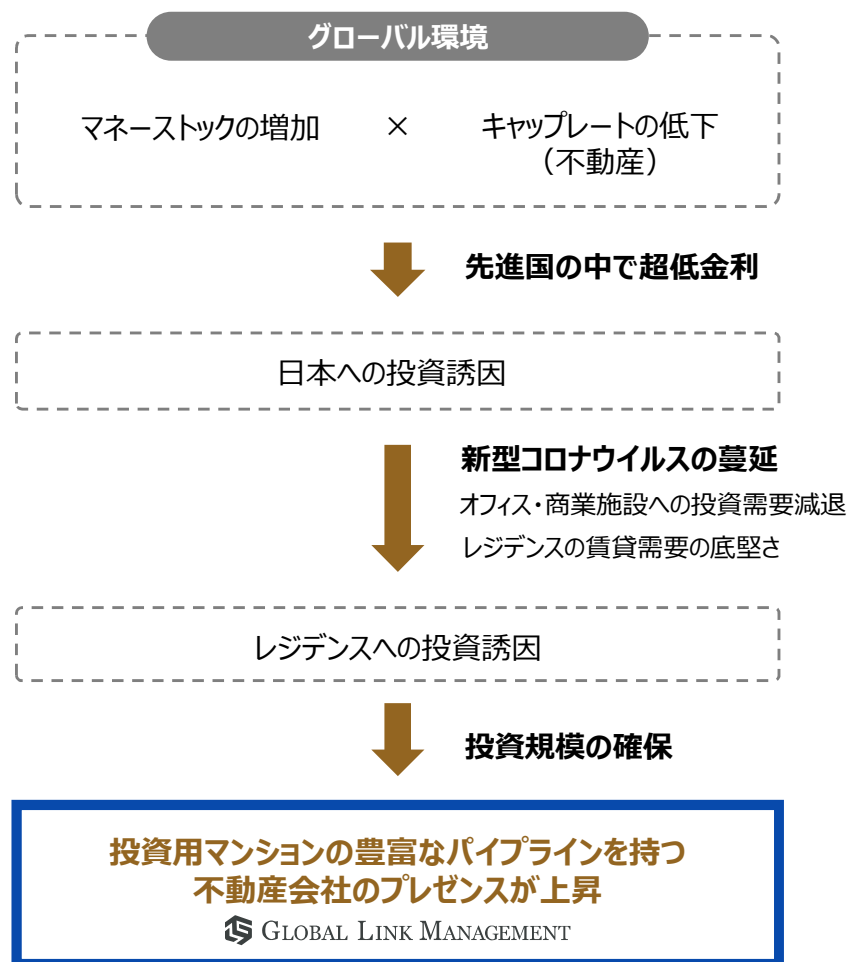 グローバル環境
マネーストックの増加 × キャップレートの低下
(不動産)
先進国の中で超低金利
日本への投資誘因
新型コロナウイルスの蔓延
オフィス・商業施設への投資需要減退
レジデンスの賃貸需要の底堅さ
レジデンスへの投資誘因
投資規模の確保
投資用マンションの豊富なパイプラインを持つ
不動産会社のプレゼンスが上昇
GLOBAL LINK MANAGEMENT